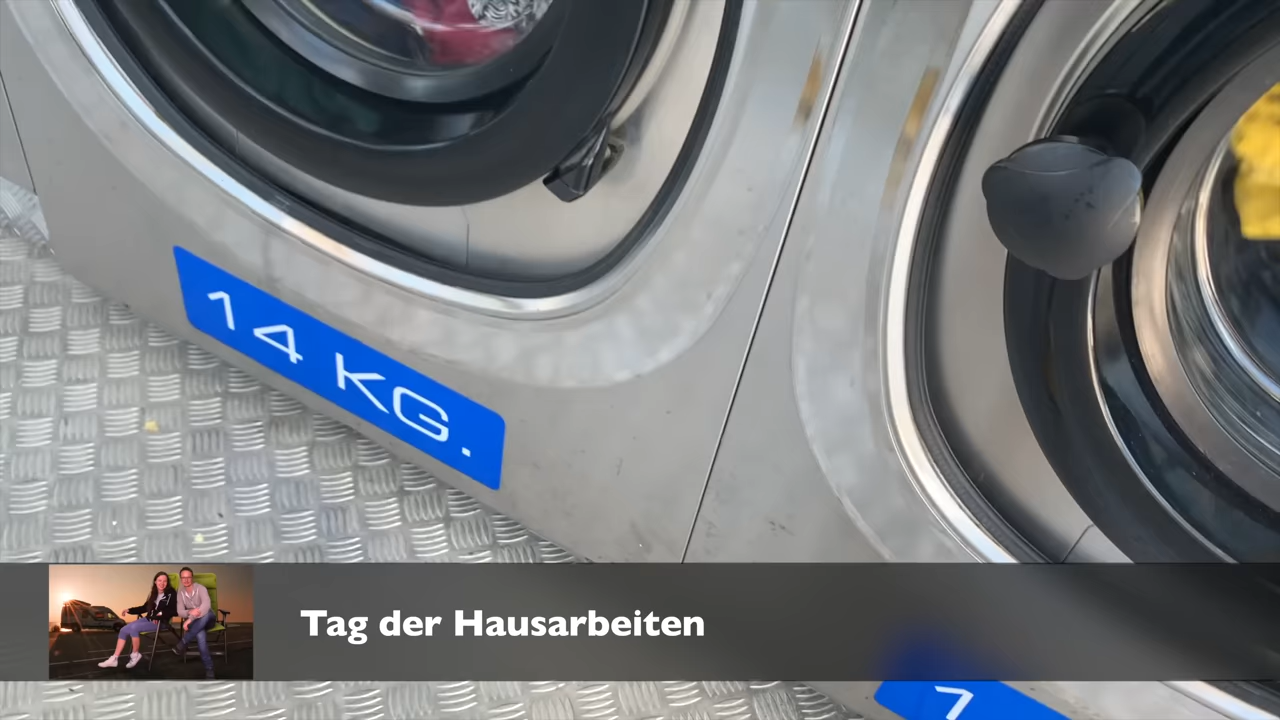 14 KG.
Tag der Hausarbeiten